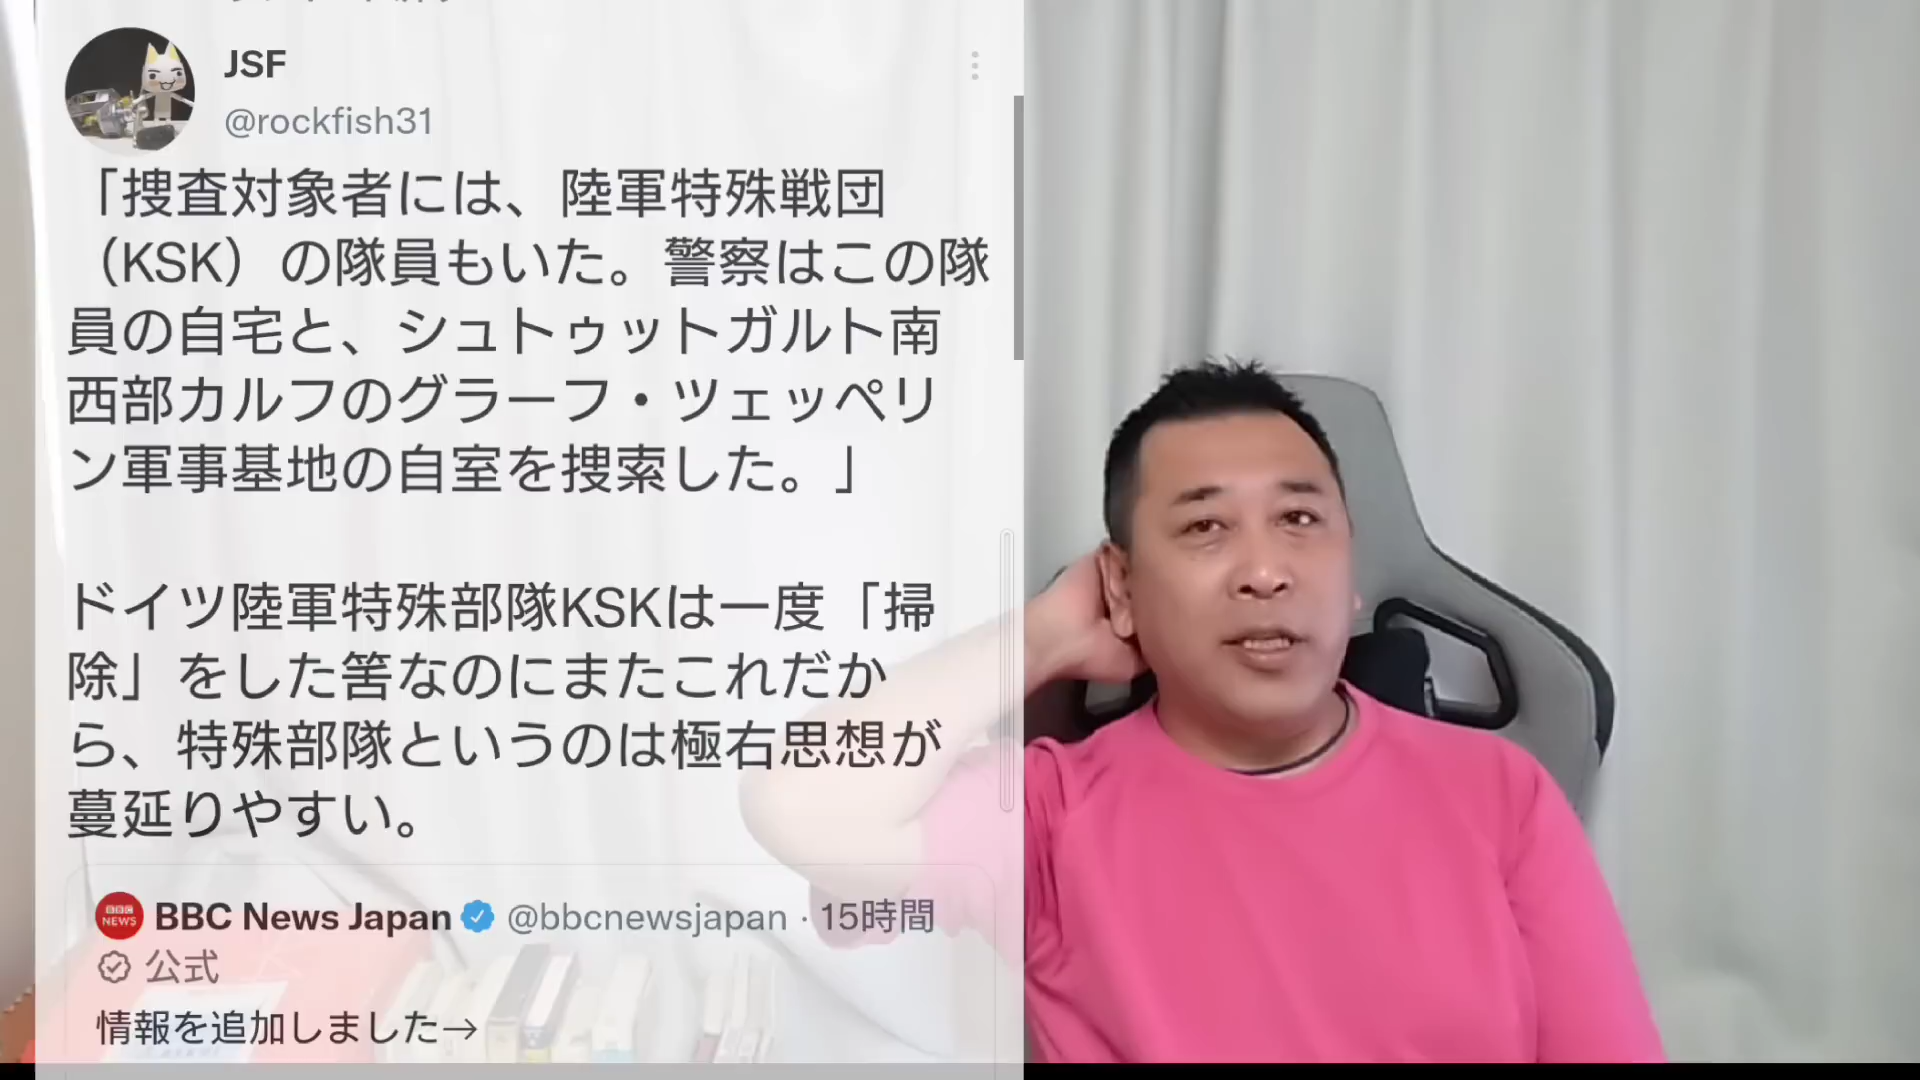 JSF
@rockfish31
「捜査対象者には、陸軍特殊戦団
（KSK）の隊員もいた。警察はこの隊
員の自宅と、シュトゥットガルト南
西部カルフのグラーフ・ツェッペリ
ン軍事基地の自室を捜索した。」
ドイツ陸軍特殊部隊KSKは一度「掃
除」をした筈なのにまたこれだか
ら、特殊部隊というのは極右思想が
蔓延りやすい。
BBC NEWS
BBC News Japan @bbcnewsjapan · 15時間
公式
情報を追加しました→